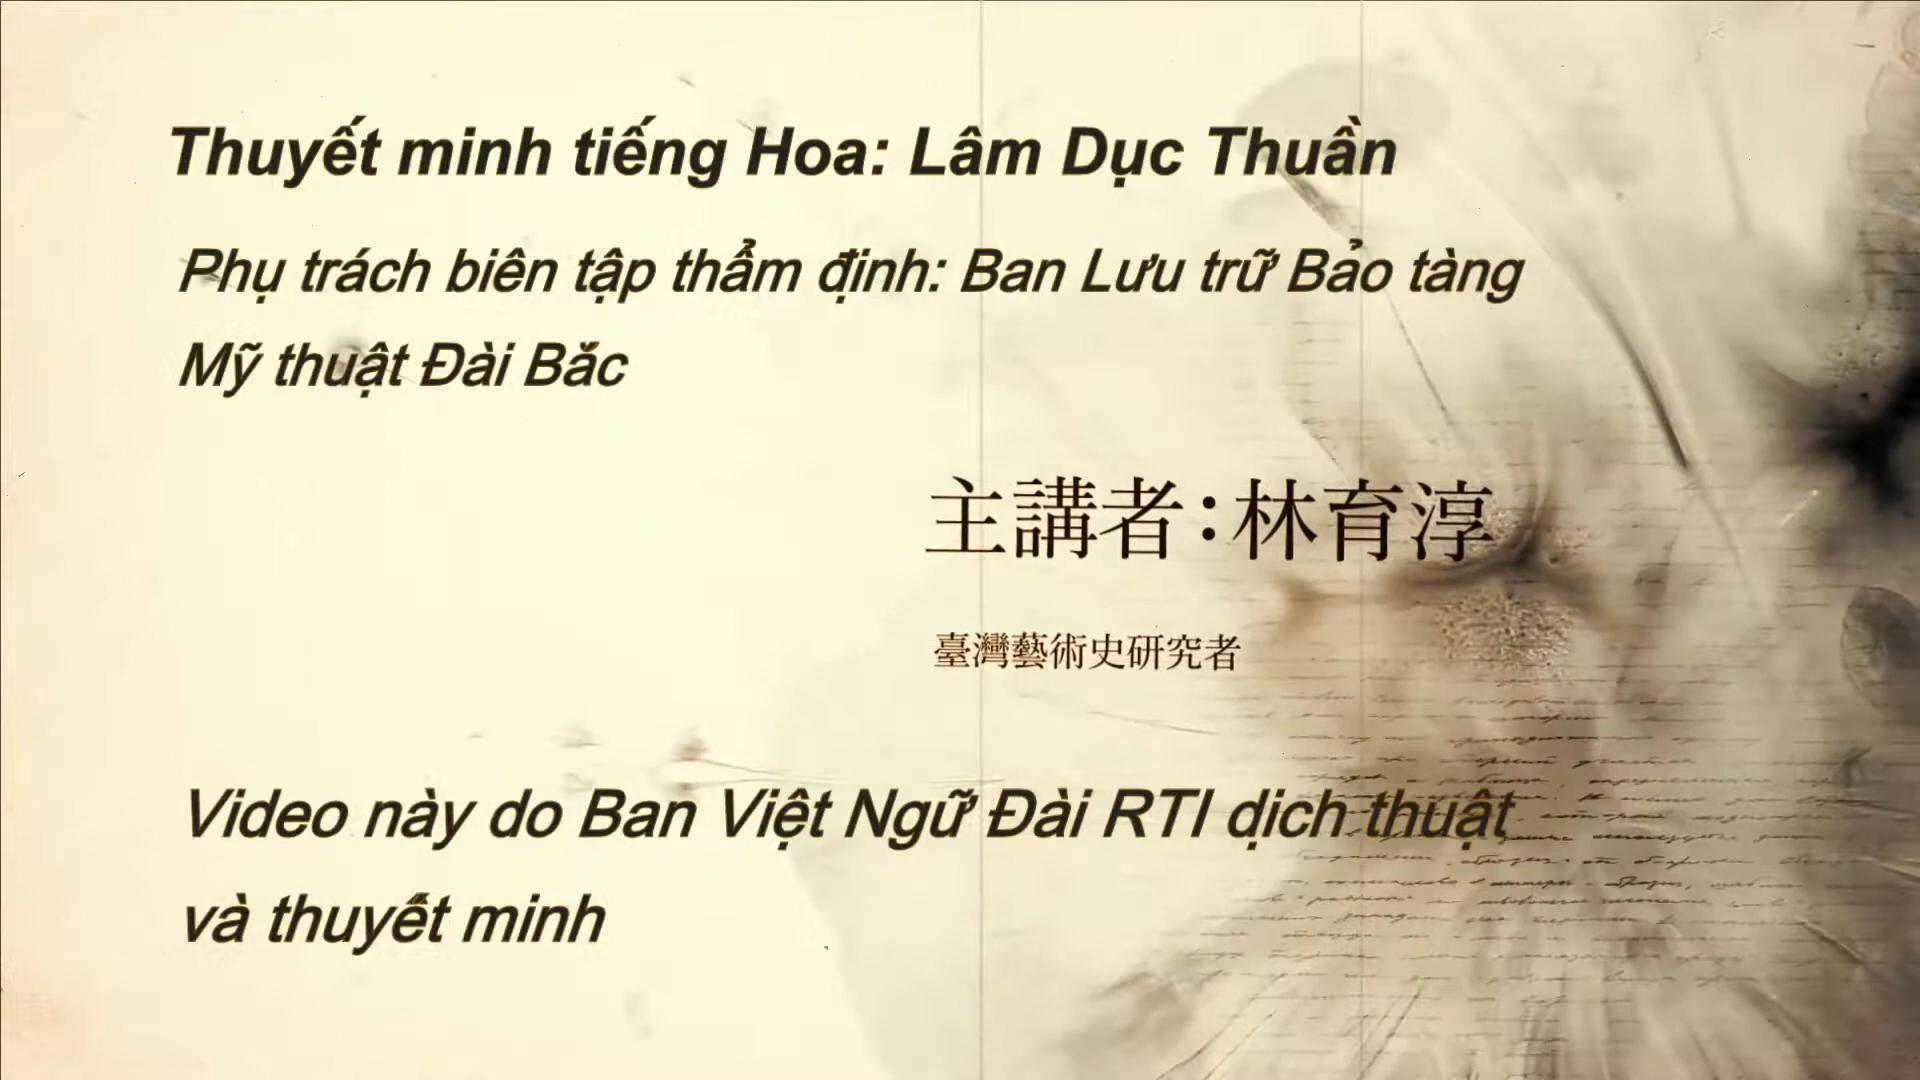 Thuyết minh tiếng Hoa: Lâm Dục Thuần
Phụ trách biên tập thẩm định: Ban Lưu trữ Bảo tàng
Mỹ thuật Đài Bắc
主講者：林育淳
臺灣藝術史研究者
Video này do Ban Việt Ngữ Đài RTI dịch thuật
và thuyết minh